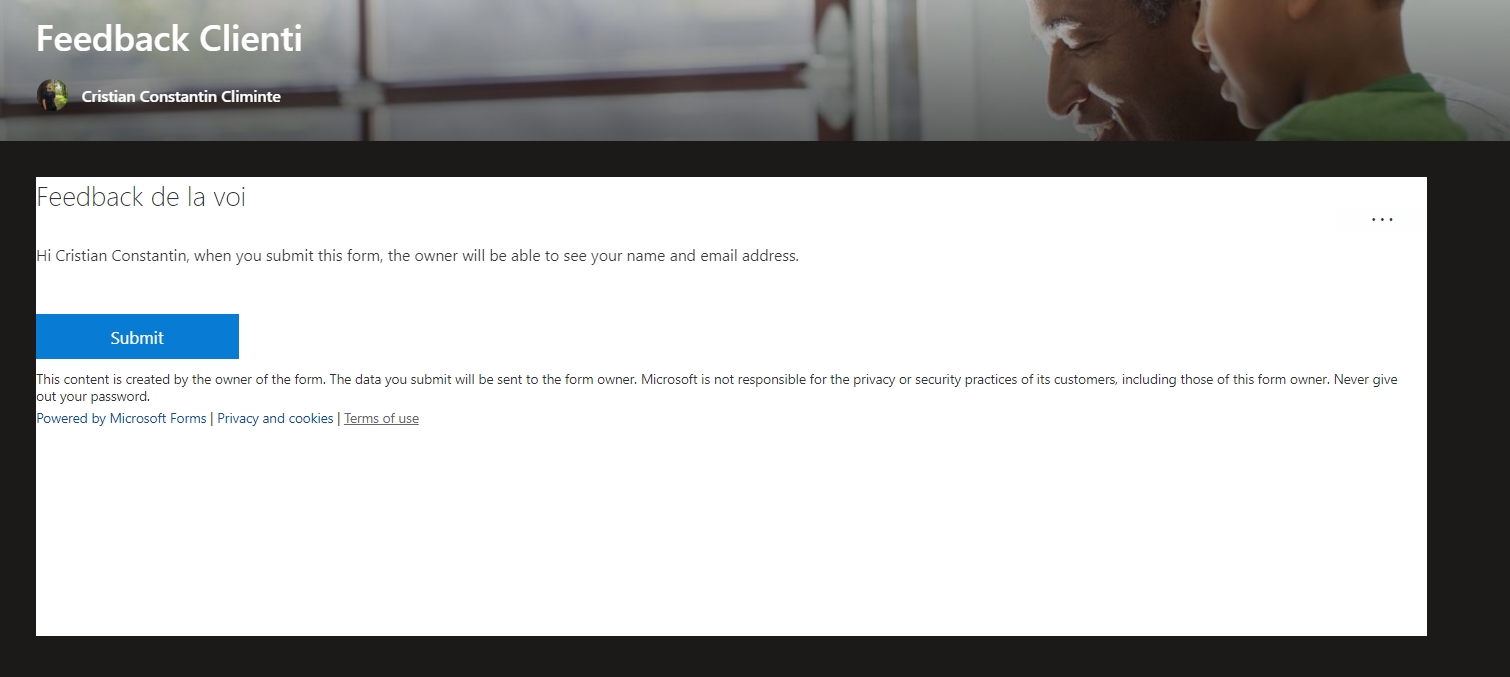 Feedback Clienti
Cristian Constantin Climinte
Feedback de la voi
...
Hi Cristian Constantin, when you submit this form, the owner will be able to see your name and email address.
Submit
This content is created by the owner of the form. The data you submit will be sent to the form owner. Microsoft is not responsible for the privacy or security practices of its customers, including those of this form owner. Never give
out your password.
Powered by Microsoft Forms | Privacy and cookies | Terms of use